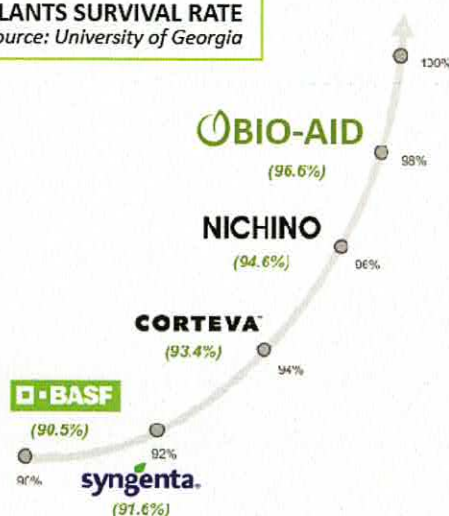 LANTS SURVIVAL RATE
ource: University of Georgia
100%
BIO-AID
(96.6%)
98%
NICHINO
(94.6%)
96%
CORTEVA™
(93.4%)
94%
BASF
(90.5%)
92%
90%
syngenta.
(91.6%)